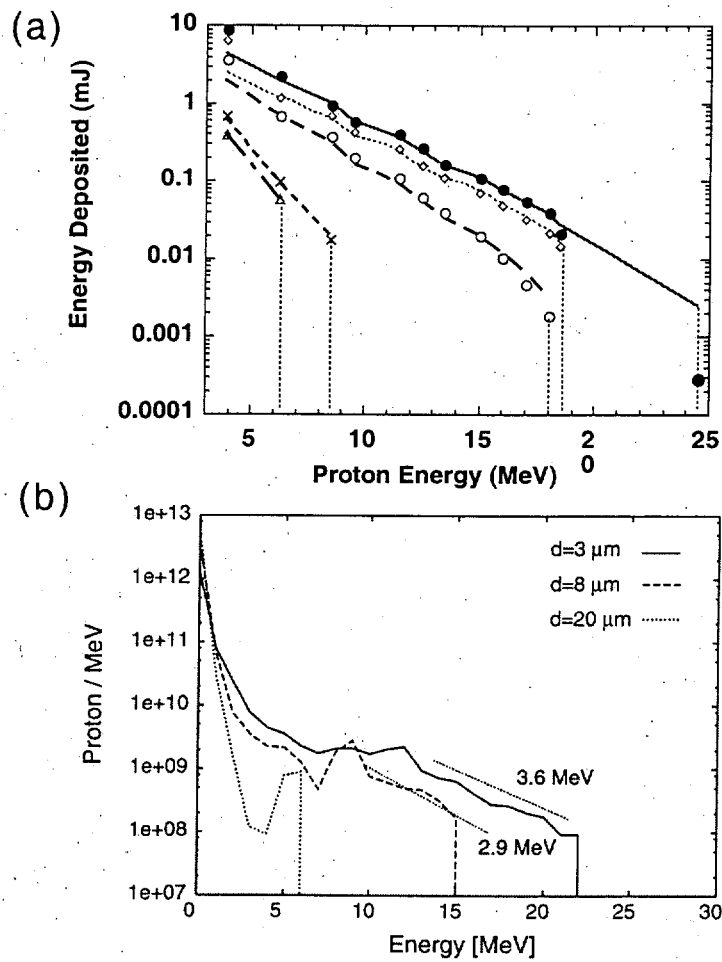 (a)
10
1
0.1
0.01
0.001
0.0001
Energy Deposited (mJ)
5 10 15 2 25
0
Proton Energy (MeV)
(b)
1e+13
1e+12
1e+11
1e+10
1e+09
1e+08
1e+07
Proton / MeV
d=3 µm
d=8 µm
d=20 µm
3.6 MeV
2.9 MeV
0 5 10 15 20 25 30
Energy [MeV]